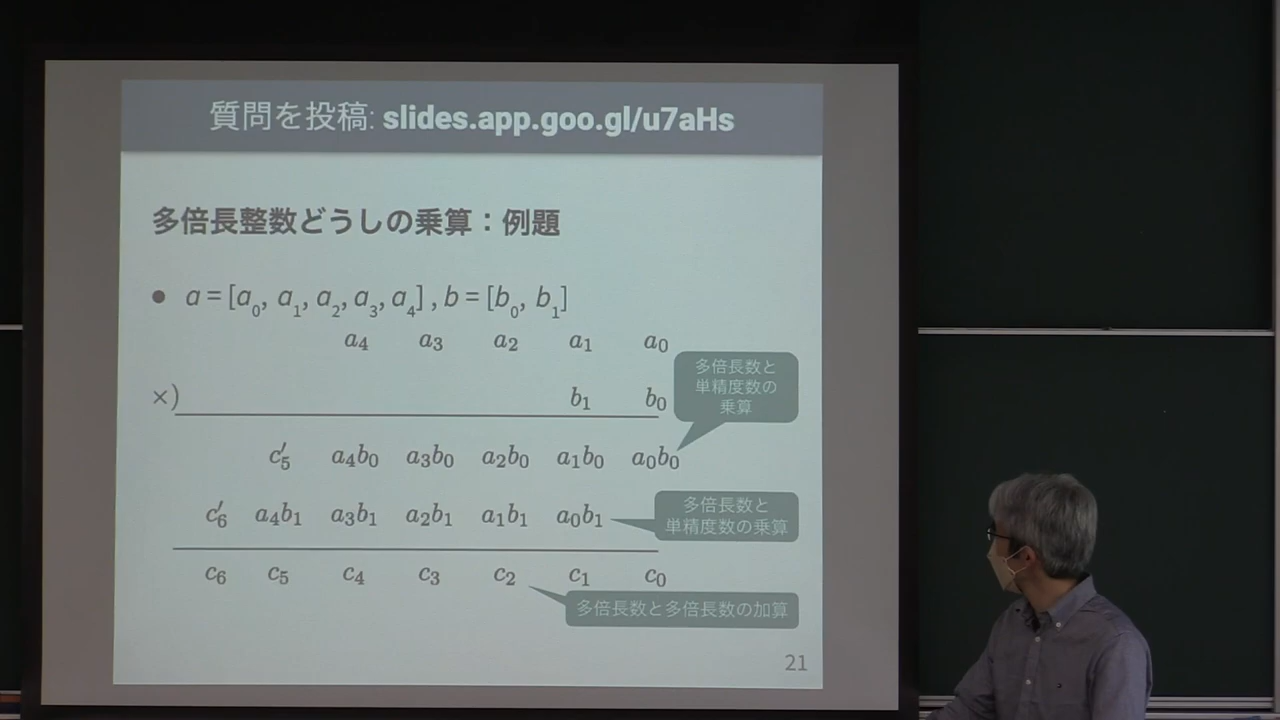 質問を投稿: slides.app.goo.gl/u7aHs
多倍長整数どうしの乗算：例題
● a = [a₀, a₁, a₂, a₃, a₄] , b = [b₀, b₁]
a₄ a₃ a₂ a₁ a₀
×) b₁ b₀
多倍長数と
単精度数の
乗算
c′₅ a₄b₀ a₃b₀ a₂b₀ a₁b₀ a₀b₀
c′₆ a₄b₁ a₃b₁ a₂b₁ a₁b₁ a₀b₁
多倍長数と
単精度数の乗算
c₆ c₅ c₄ c₃ c₂ c₁ c₀
多倍長数と多倍長数の加算
21